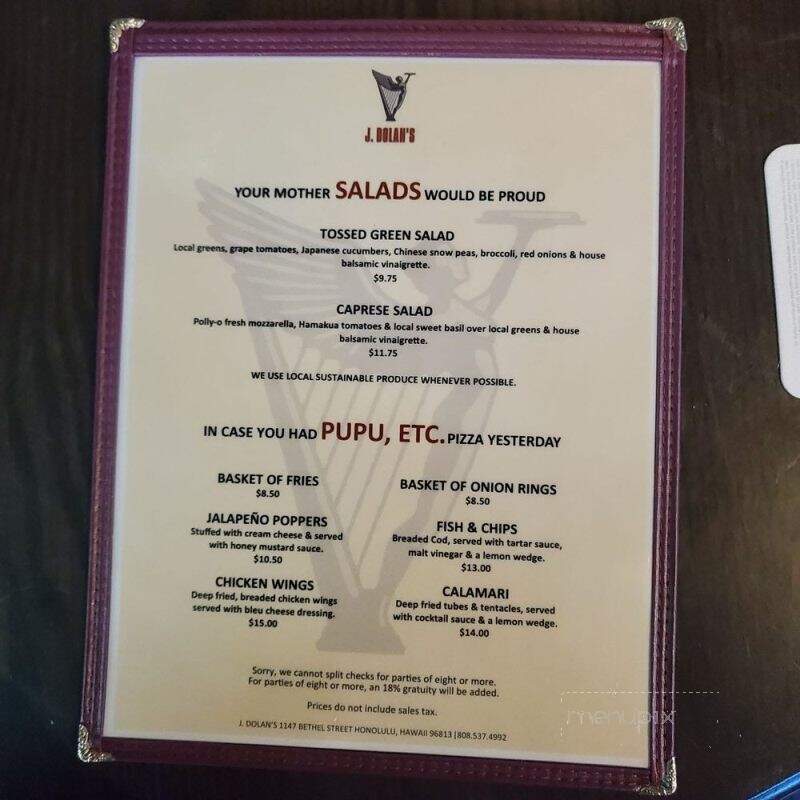 J. DOLAN'S
YOUR MOTHER SALADS WOULD BE PROUD
TOSSED GREEN SALAD
Local greens, grape tomatoes, Japanese cucumbers, Chinese snow peas, broccoli, red onions & house
balsamic vinaigrette.
$9.75
CAPRESE SALAD
Polly-o fresh mozzarella, Hamakua tomatoes & local sweet basil over local greens & house
balsamic vinaigrette.
$11.75
WE USE LOCAL SUSTAINABLE PRODUCE WHENEVER POSSIBLE.
IN CASE YOU HAD PUPU, ETC. PIZZA YESTERDAY
BASKET OF FRIES
$8.50
JALAPEÑO POPPERS
Stuffed with cream cheese & served
with honey mustard sauce.
$10.50
CHICKEN WINGS
Deep fried, breaded chicken wings
served with bleu cheese dressing.
$15.00
BASKET OF ONION RINGS
$8.50
FISH & CHIPS
Breaded Cod, served with tartar sauce,
malt vinegar & a lemon wedge.
$13.00
CALAMARI
Deep fried tubes & tentacles, served
with cocktail sauce & a lemon wedge.
$14.00
Sorry, we cannot split checks for parties of eight or more.
For parties of eight or more, an 18% gratuity will be added.
Prices do not include sales tax.
J. DOLAN'S 1147 BETHEL STREET HONOLULU, HAWAII 96813|808.537.4992
menupix